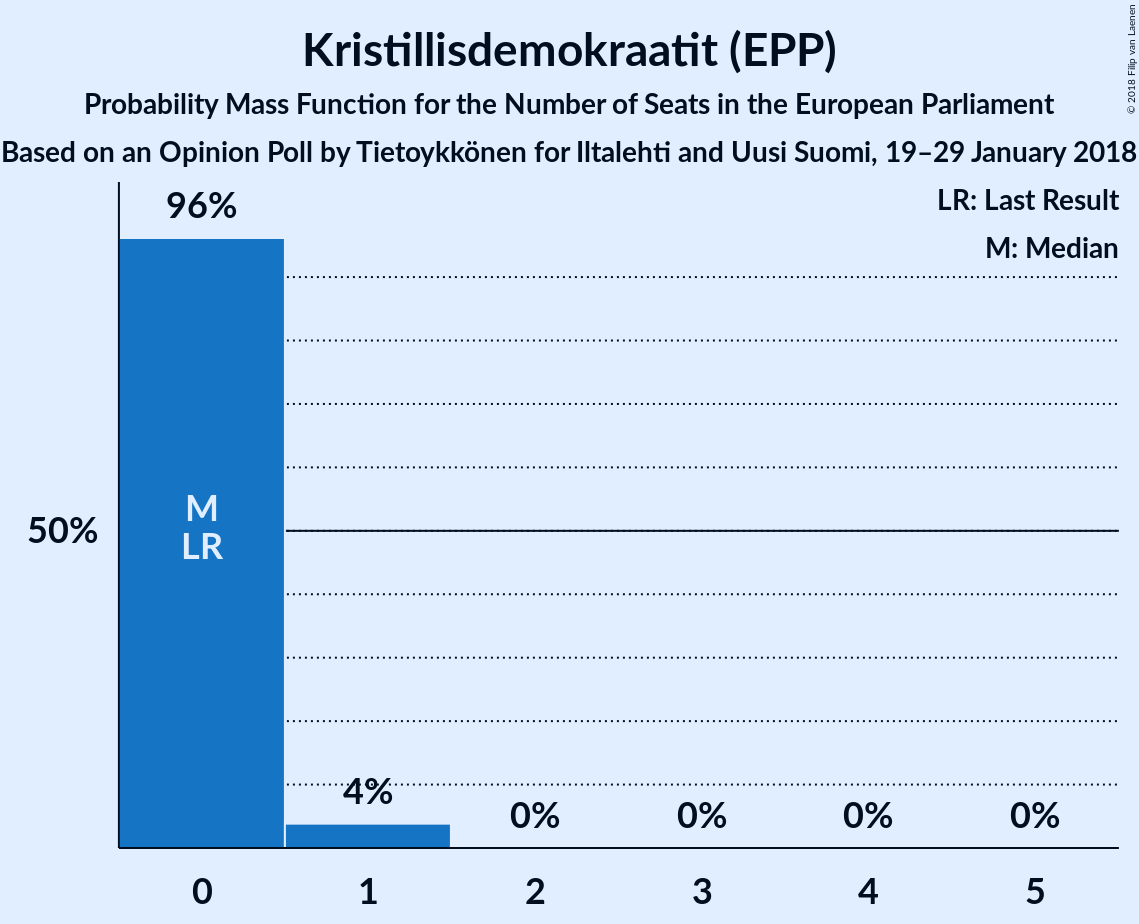 Kristillisdemokraatit (EPP)
Probability Mass Function for the Number of Seats in the European Parliament
Based on an Opinion Poll by Tietoykkönen for Iltalehti and Uusi Suomi, 19–29 January 2018
© 2018 Filip van Laenen
LR: Last Result
M: Median
96%
M
LR
50%
4%
0%
0%
0%
0%
0
1
2
3
4
5